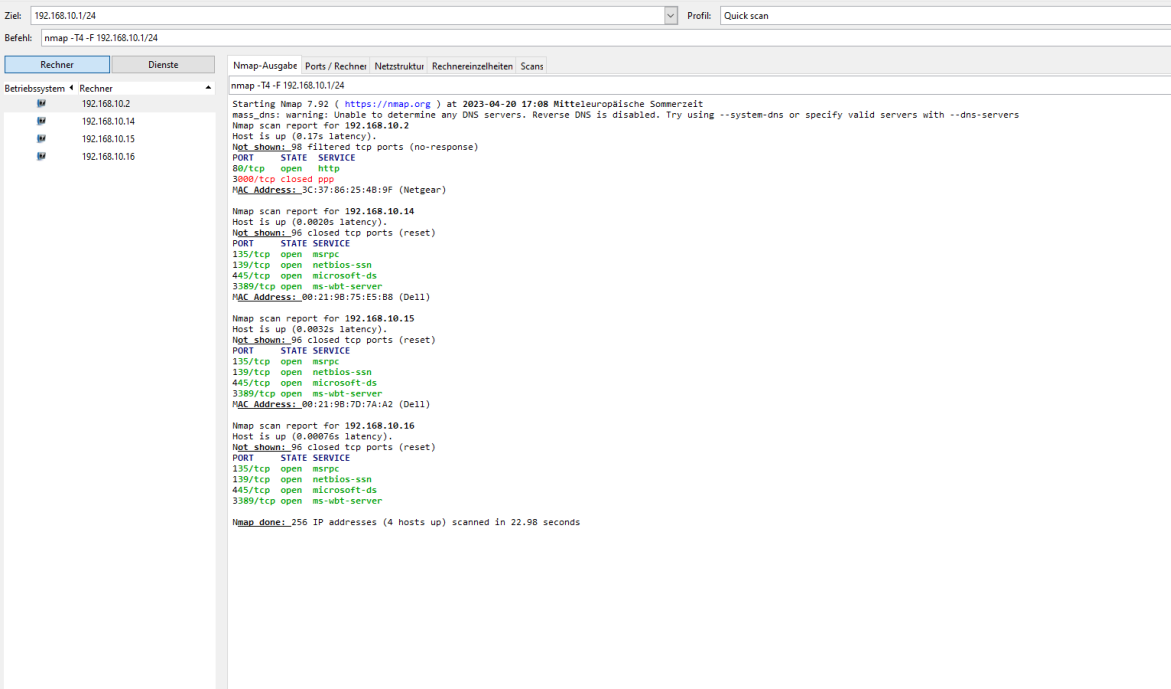 Ziel: 192.168.10.1/24 Profil: Quick scan
Befehl: nmap -T4 -F 192.168.10.1/24
Rechner Dienste
Nmap-Ausgabe Ports / Rechner Netzstruktur Rechnereinzelheiten Scans
Betriebssystem Rechner
192.168.10.2
192.168.10.14
192.168.10.15
192.168.10.16
nmap -T4 -F 192.168.10.1/24
Starting Nmap 7.92 ( https://nmap.org ) at 2023-04-20 17:08 Mitteleuropäische Sommerzeit
mass_dns: warning: Unable to determine any DNS servers. Reverse DNS is disabled. Try using --system-dns or specify valid servers with --dns-servers
Nmap scan report for 192.168.10.2
Host is up (0.17s latency).
Not shown: 98 filtered tcp ports (no-response)
PORT STATE SERVICE
80/tcp open http
3000/tcp closed ppp
MAC Address: 3C:37:86:25:4B:9F (Netgear)
Nmap scan report for 192.168.10.14
Host is up (0.0020s latency).
Not shown: 96 closed tcp ports (reset)
PORT STATE SERVICE
135/tcp open msrpc
139/tcp open netbios-ssn
445/tcp open microsoft-ds
3389/tcp open ms-wbt-server
MAC Address: 00:21:9B:75:E5:B8 (Dell)
Nmap scan report for 192.168.10.15
Host is up (0.0032s latency).
Not shown: 96 closed tcp ports (reset)
PORT STATE SERVICE
135/tcp open msrpc
139/tcp open netbios-ssn
445/tcp open microsoft-ds
3389/tcp open ms-wbt-server
MAC Address: 00:21:9B:7D:7A:A2 (Dell)
Nmap scan report for 192.168.10.16
Host is up (0.00076s latency).
Not shown: 96 closed tcp ports (reset)
PORT STATE SERVICE
135/tcp open msrpc
139/tcp open netbios-ssn
445/tcp open microsoft-ds
3389/tcp open ms-wbt-server
Nmap done: 256 IP addresses (4 hosts up) scanned in 22.98 seconds